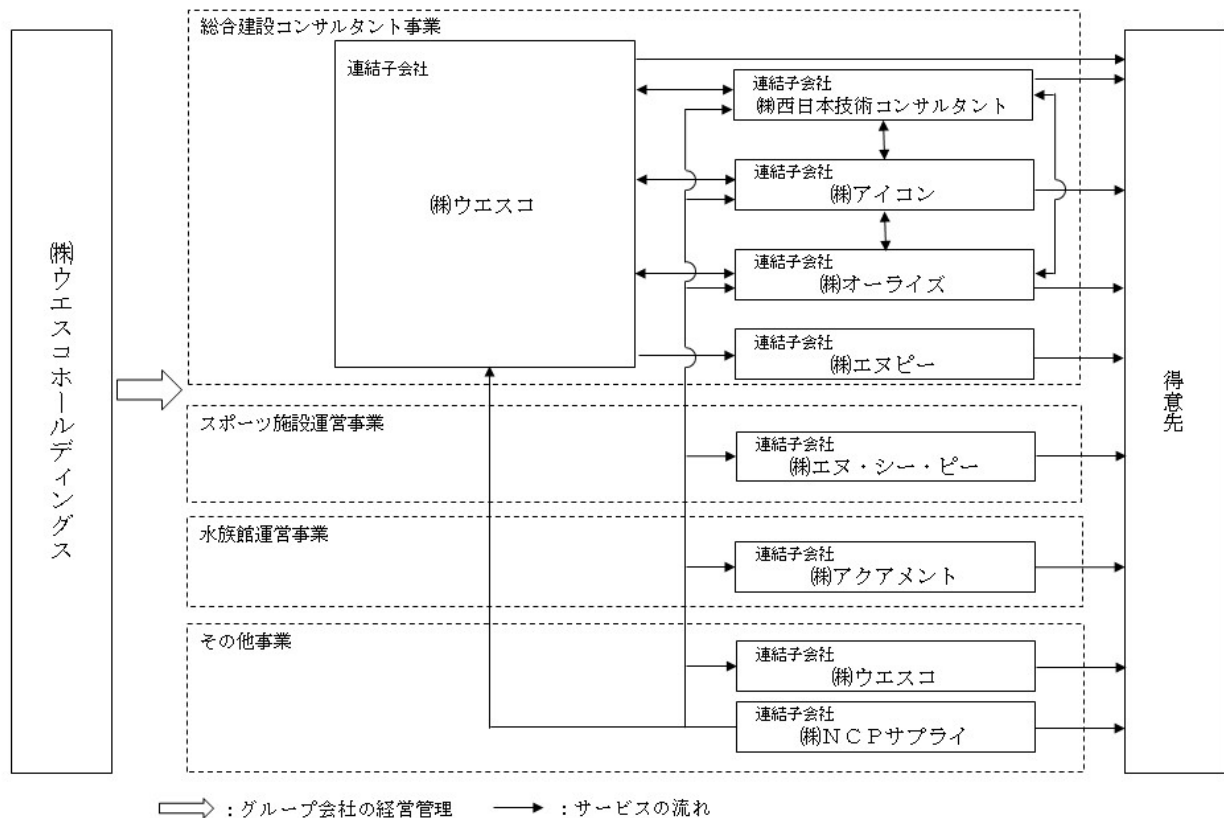 ㈱ウエスコホールディングス
総合建設コンサルタント事業
連結子会社
㈱ウエスコ
連結子会社
㈱西日本技術コンサルタント
連結子会社
㈱アイコン
連結子会社
㈱オーライズ
連結子会社
㈱エヌピー
スポーツ施設運営事業
連結子会社
㈱エヌ・シー・ピー
水族館運営事業
連結子会社
㈱アクアメント
その他事業
連結子会社
㈱ウエスコ
連結子会社
㈱ＮＣＰサプライ
得意先
：グループ会社の経営管理
：サービスの流れ